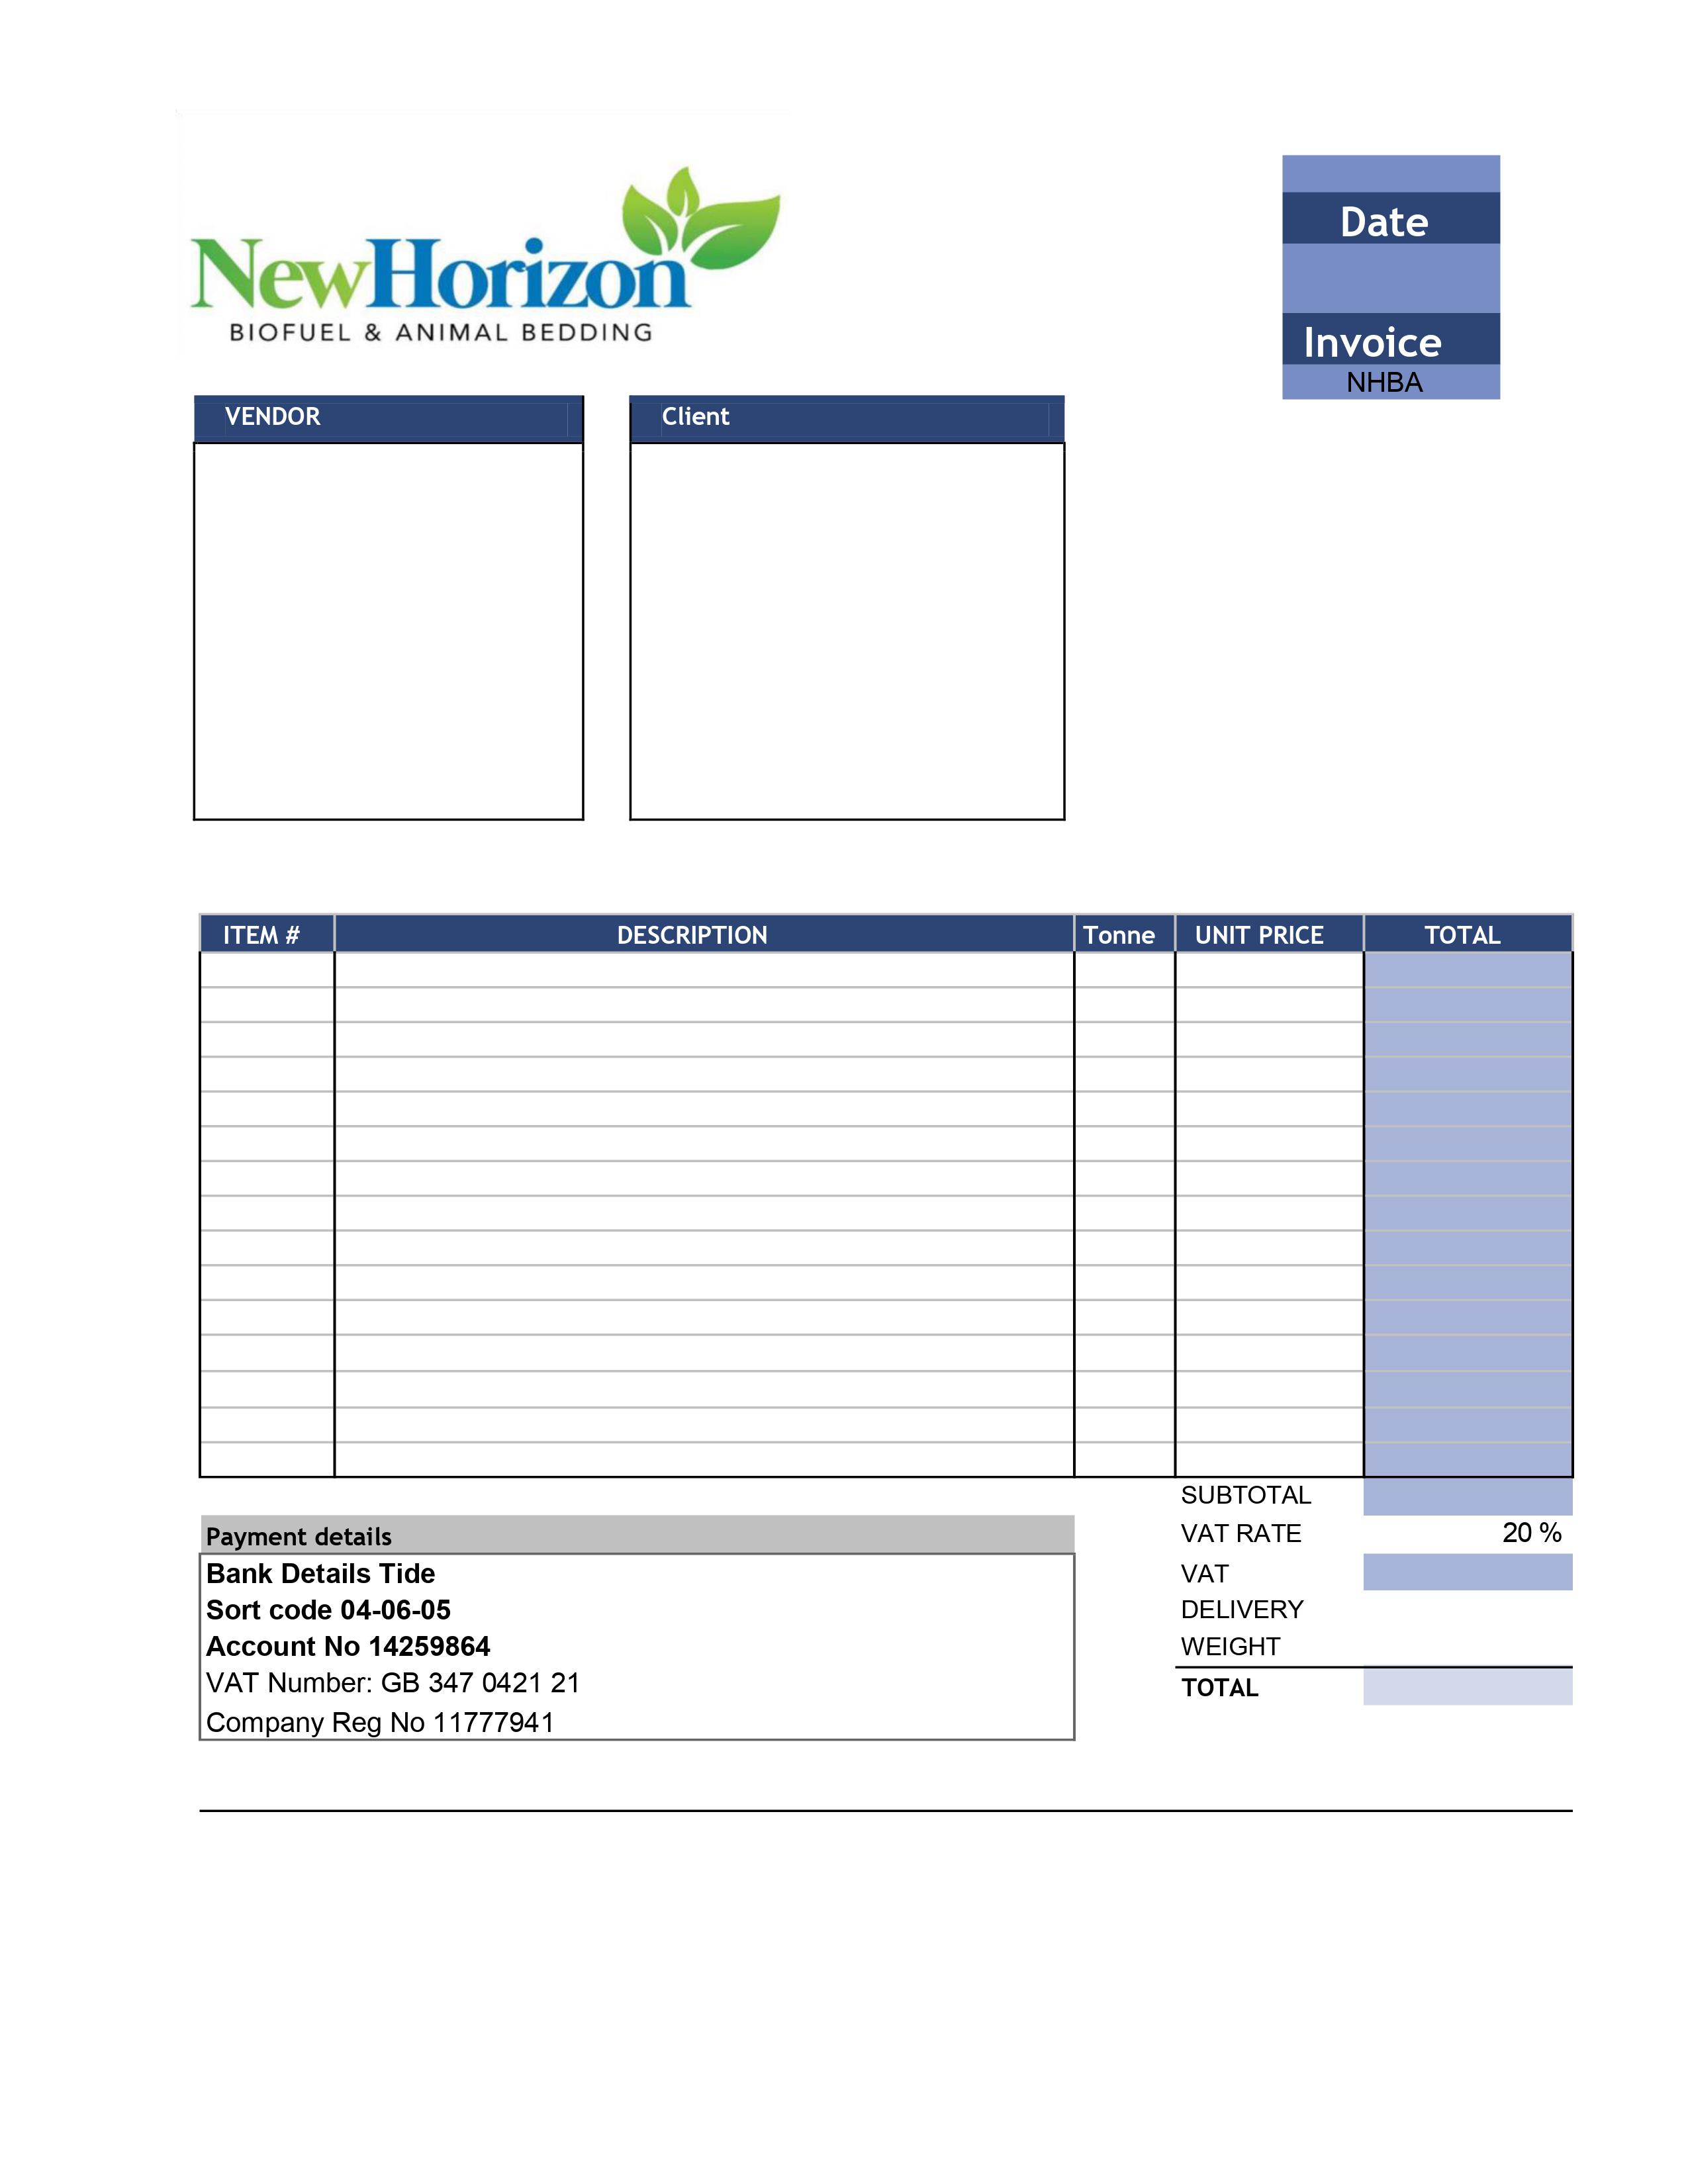 NewHorizon
BIOFUEL & ANIMAL BEDDING
Date
Invoice
NHBA
VENDOR
Client
ITEM # DESCRIPTION Tonne UNIT PRICE TOTAL
SUBTOTAL
Payment details
VAT RATE 20 %
Bank Details Tide
VAT
Sort code 04-06-05
DELIVERY
Account No 14259864
WEIGHT
VAT Number: GB 347 0421 21
TOTAL
Company Reg No 11777941